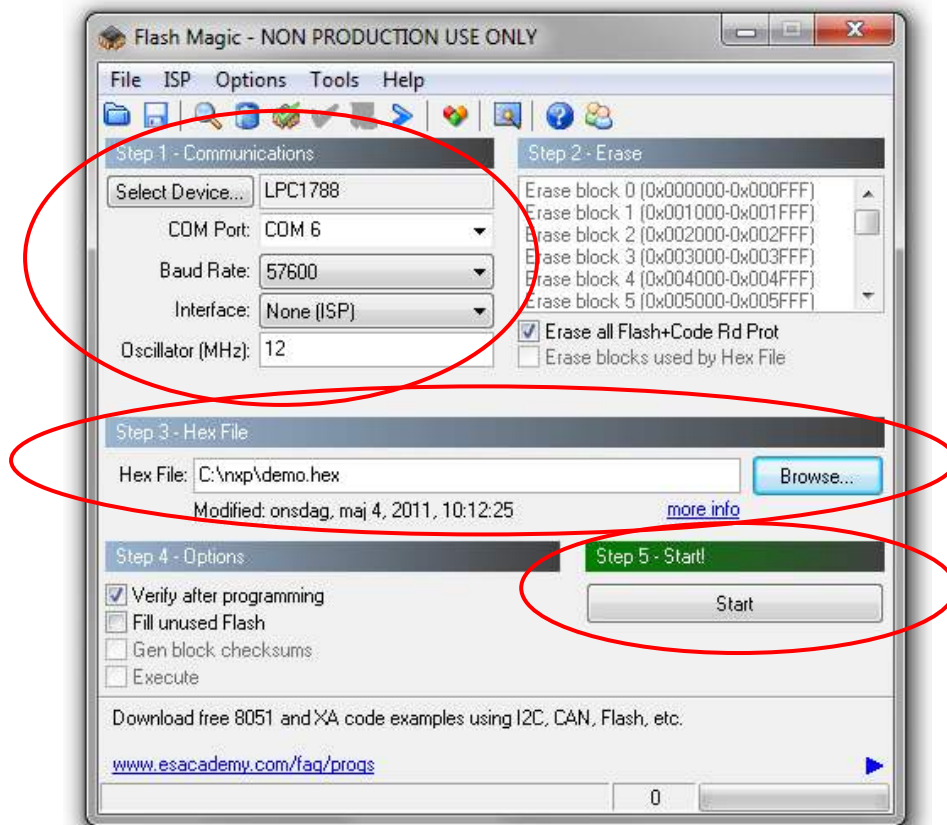 Flash Magic - NON PRODUCTION USE ONLY
File ISP Options Tools Help
Step 1 - Communications
Select Device... LPC1788
COM Port: COM 6
Baud Rate: 57600
Interface: None (ISP)
Oscillator (MHz): 12
Step 2 - Erase
Erase block 0 (0x000000-0x000FFF)
Erase block 1 (0x001000-0x001FFF)
Erase block 2 (0x002000-0x002FFF)
Erase block 3 (0x003000-0x003FFF)
Erase block 4 (0x004000-0x004FFF)
Erase block 5 (0x005000-0x005FFF)
Erase all Flash+Code Rd Prot
Erase blocks used by Hex File
Step 3 - Hex File
Hex File: C:\nxp\demo.hex Browse...
Modified: onsdag, maj 4, 2011, 10:12:25 more info
Step 4 - Options
Verify after programming
Fill unused Flash
Gen block checksums
Execute
Step 5 - Start!
Start
Download free 8051 and XA code examples using I2C, CAN, Flash, etc.
www.esacademy.com/faq/progs
0